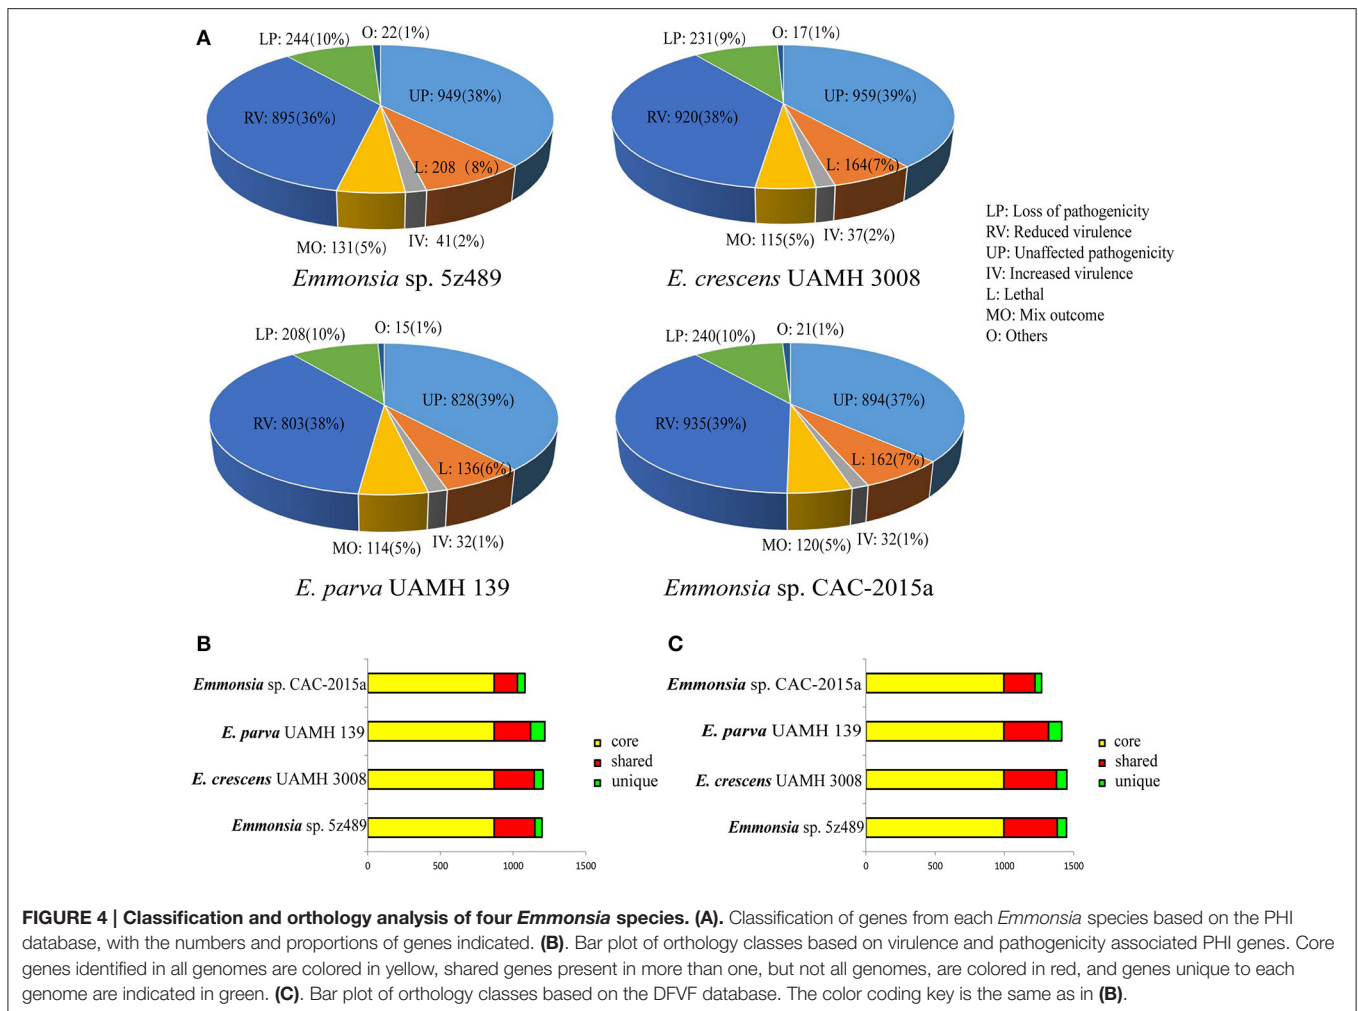 A
LP: 244(10%)
O: 22(1%)
UP: 949(38%)
RV: 895(36%)
L: 208 (8%)
MO: 131(5%)
IV: 41(2%)
Emmonsia sp. 5z489
LP: 231(9%)
O: 17(1%)
UP: 959(39%)
RV: 920(38%)
L: 164(7%)
MO: 115(5%)
IV: 37(2%)
E. crescens UAMH 3008
LP: Loss of pathogenicity
RV: Reduced virulence
UP: Unaffected pathogenicity
IV: Increased virulence
L: Lethal
MO: Mix outcome
O: Others
LP: 208(10%)
O: 15(1%)
UP: 828(39%)
RV: 803(38%)
L: 136(6%)
MO: 114(5%)
IV: 32(1%)
E. parva UAMH 139
LP: 240(10%)
O: 21(1%)
UP: 894(37%)
RV: 935(39%)
L: 162(7%)
MO: 120(5%)
IV: 32(1%)
Emmonsia sp. CAC-2015a
B
Emmonsia sp. CAC-2015a
E. parva UAMH 139
E. crescens UAMH 3008
Emmonsia sp. 5z489
0 500 1000 1500
core
shared
unique
C
Emmonsia sp. CAC-2015a
E. parva UAMH 139
E. crescens UAMH 3008
Emmonsia sp. 5z489
0 500 1000 1500
core
shared
unique
FIGURE 4 | Classification and orthology analysis of four Emmonsia species. (A). Classification of genes from each Emmonsia species based on the PHI
database, with the numbers and proportions of genes indicated. (B). Bar plot of orthology classes based on virulence and pathogenicity associated PHI genes. Core
genes identified in all genomes are colored in yellow, shared genes present in more than one, but not all genomes, are colored in red, and genes unique to each
genome are indicated in green. (C). Bar plot of orthology classes based on the DFVF database. The color coding key is the same as in (B).